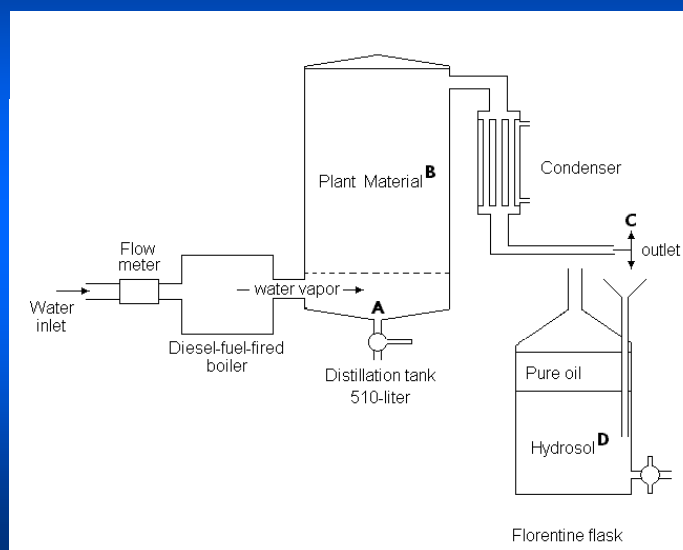 Plant Material B
Condenser
C
outlet
Flow
meter
water vapor
A
Water
inlet
Diesel-fuel-fired
boiler
Distillation tank
510-liter
Pure oil
Hydrosol D
Florentine flask